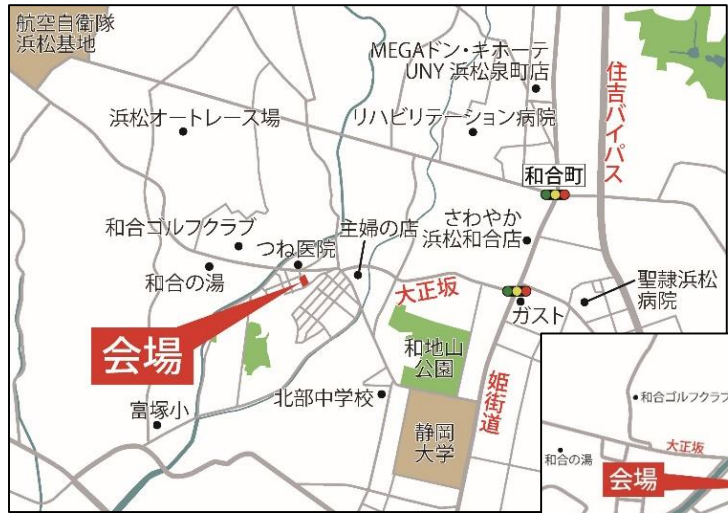 航空自衛隊
浜松基地
MEGAドン・キホーテ
UNY 浜松泉町店
浜松オートレース場
リハビリテーション病院
住吉バイパス
和合町
和合ゴルフクラブ
つね医院
主婦の店
さわやか
浜松和合店
和合の湯
大正坂
ガスト
聖隷浜松
病院
会場
和地山
公園
姫街道
北部中学校
富塚小
静岡
大学
和合ゴルフクラブ
大正坂
和合の湯
会場